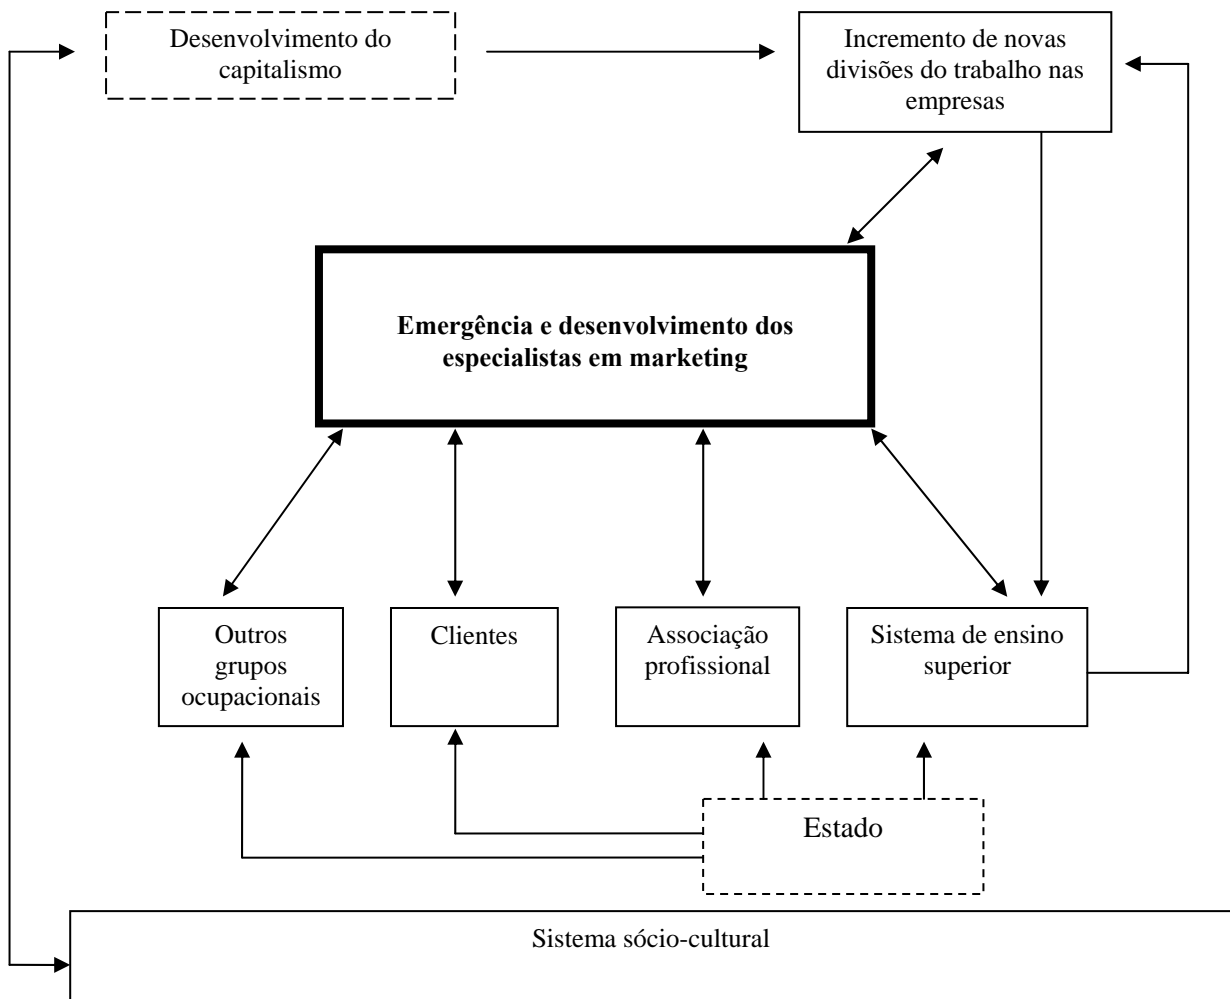 Desenvolvimento do
capitalismo
Incremento de novas
divisões do trabalho nas
empresas
Emergência e desenvolvimento dos
especialistas em marketing
Outros
grupos
ocupacionais
Clientes
Associação
profissional
Sistema de ensino
superior
Estado
Sistema sócio-cultural